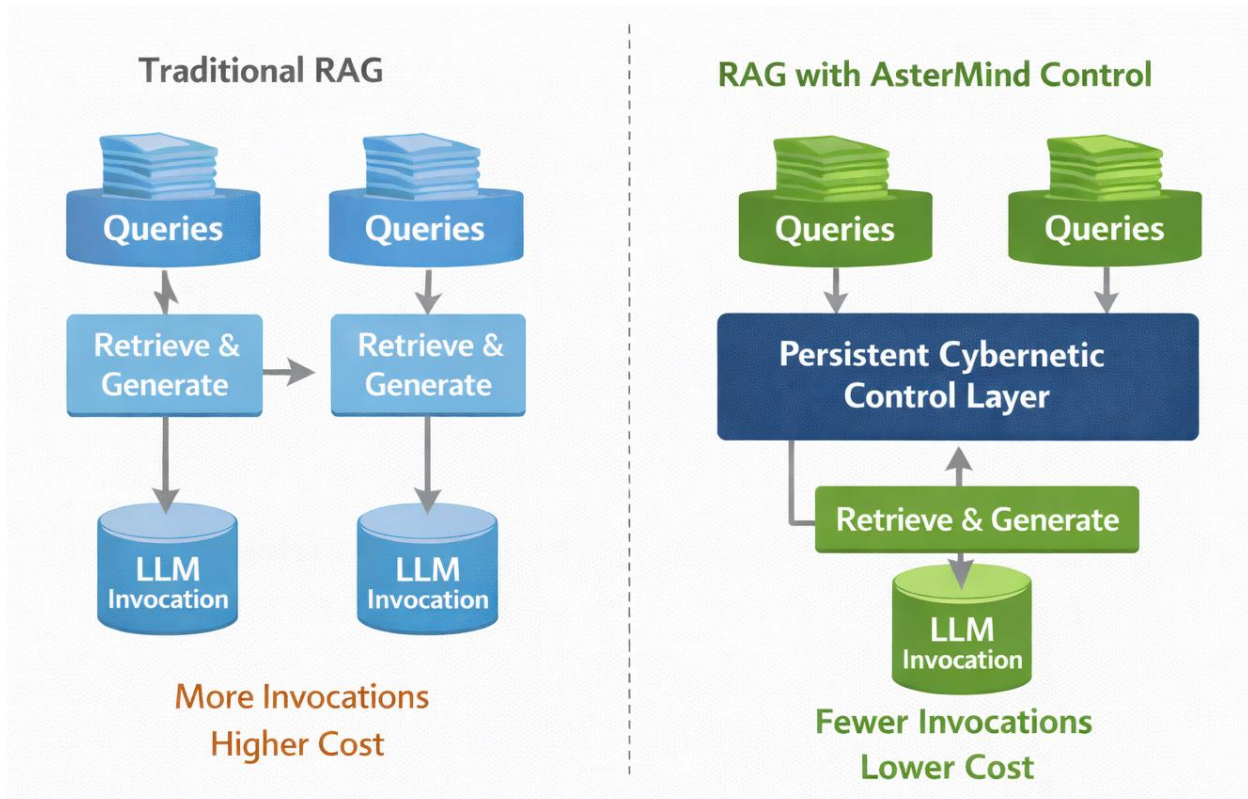 Traditional RAG
Queries
Queries
Retrieve &
Generate
Retrieve &
Generate
LLM
Invocation
LLM
Invocation
More Invocations
Higher Cost
RAG with AsterMind Control
Queries
Queries
Persistent Cybernetic
Control Layer
Retrieve & Generate
LLM
Invocation
Fewer Invocations
Lower Cost